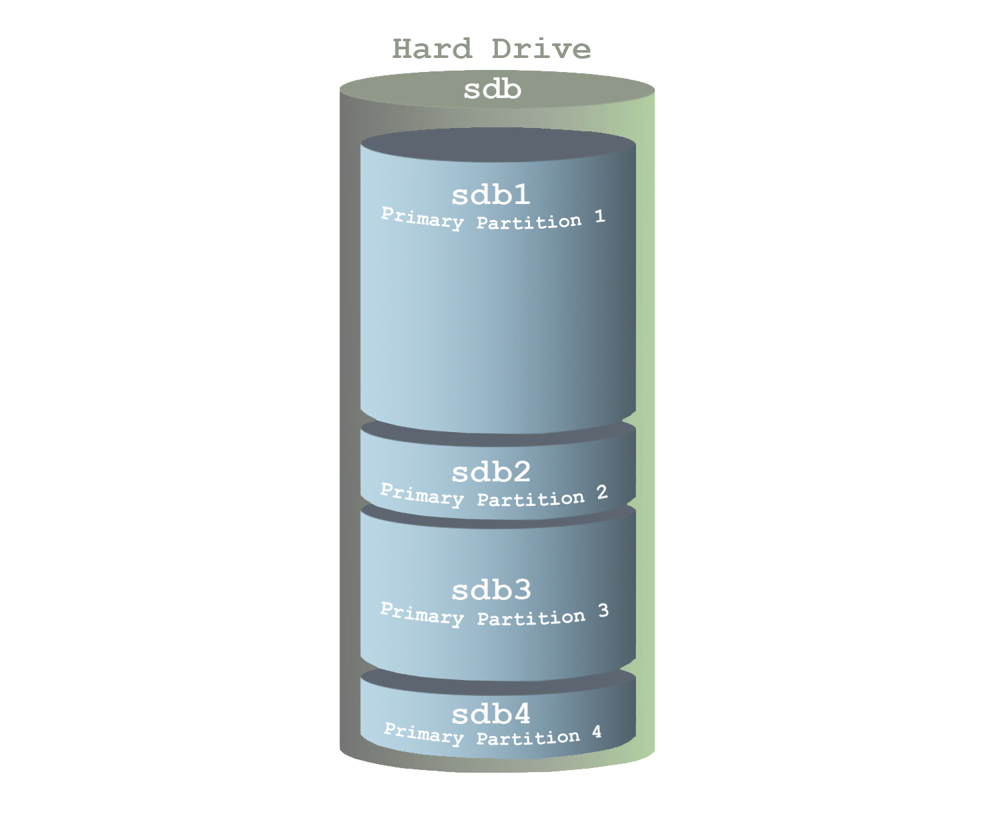 Hard Drive
sdb
sdb1
Primary Partition 1
sdb2
Primary Partition 2
sdb3
Primary Partition 3
sdb4
Primary Partition 4